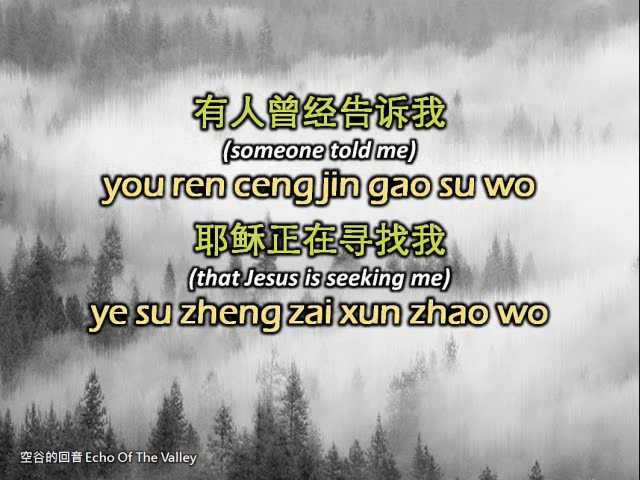 有人曾经告诉我
(someone told me)
you ren ceng jin gao su wo
耶稣正在寻找我
(that Jesus is seeking me)
ye su zheng zai xun zhao wo
空谷的回音 Echo Of The Valley